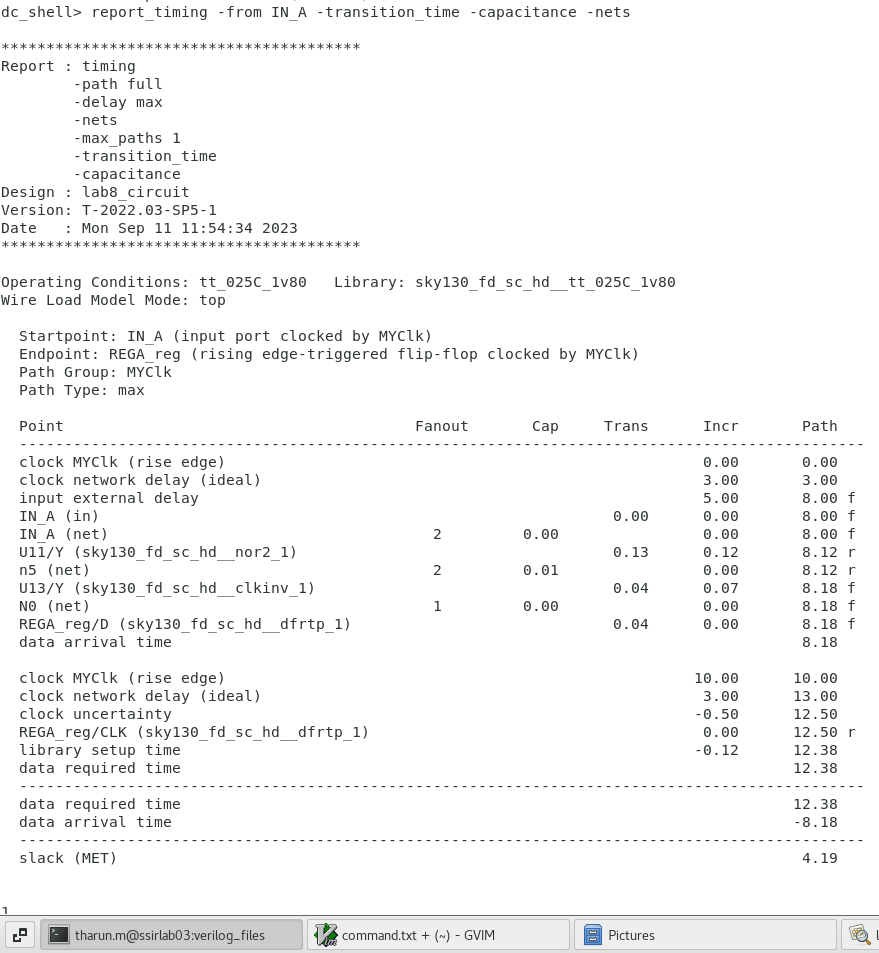 dc_shell> report_timing -from IN_A -transition_time -capacitance -nets
****************************************
Report : timing
        -path full
        -delay max
        -nets
        -max_paths 1
        -transition_time
        -capacitance
Design : lab8_circuit
Version: T-2022.03-SP5-1
Date   : Mon Sep 11 11:54:34 2023
****************************************
Operating Conditions: tt_025C_1v80   Library: sky130_fd_sc_hd__tt_025C_1v80
Wire Load Model Mode: top
  Startpoint: IN_A (input port clocked by MYClk)
  Endpoint: REGA_reg (rising edge-triggered flip-flop clocked by MYClk)
  Path Group: MYClk
  Path Type: max
  Point                                       Fanout       Cap     Trans      Incr       Path
  ----------------------------------------------------------------------------------------------
  clock MYClk (rise edge)                                                     0.00       0.00
  clock network delay (ideal)                                                 3.00       3.00
  input external delay                                                        5.00       8.00 f
  IN_A (in)                                                         0.00      0.00       8.00 f
  IN_A (net)                                    2         0.00                0.00       8.00 f
  U11/Y (sky130_fd_sc_hd__nor2_1)                                   0.13      0.12       8.12 r
  n5 (net)                                      2         0.01                0.00       8.12 r
  U13/Y (sky130_fd_sc_hd__clkinv_1)                                 0.04      0.07       8.18 f
  N0 (net)                                      1         0.00                0.00       8.18 f
  REGA_reg/D (sky130_fd_sc_hd__dfrtp_1)                             0.04      0.00       8.18 f
  data arrival time                                                                      8.18
  clock MYClk (rise edge)                                                    10.00      10.00
  clock network delay (ideal)                                                 3.00      13.00
  clock uncertainty                                                          -0.50      12.50
  REGA_reg/CLK (sky130_fd_sc_hd__dfrtp_1)                                     0.00      12.50 r
  library setup time                                                         -0.12      12.38
  data required time                                                                    12.38
  ----------------------------------------------------------------------------------------------
  data required time                                                                    12.38
  data arrival time                                                                     -8.18
  ----------------------------------------------------------------------------------------------
  slack (MET)                                                                            4.19
1
tharun.m@ssirlab03:verilog_files
command.txt + (~) - GVIM
Pictures